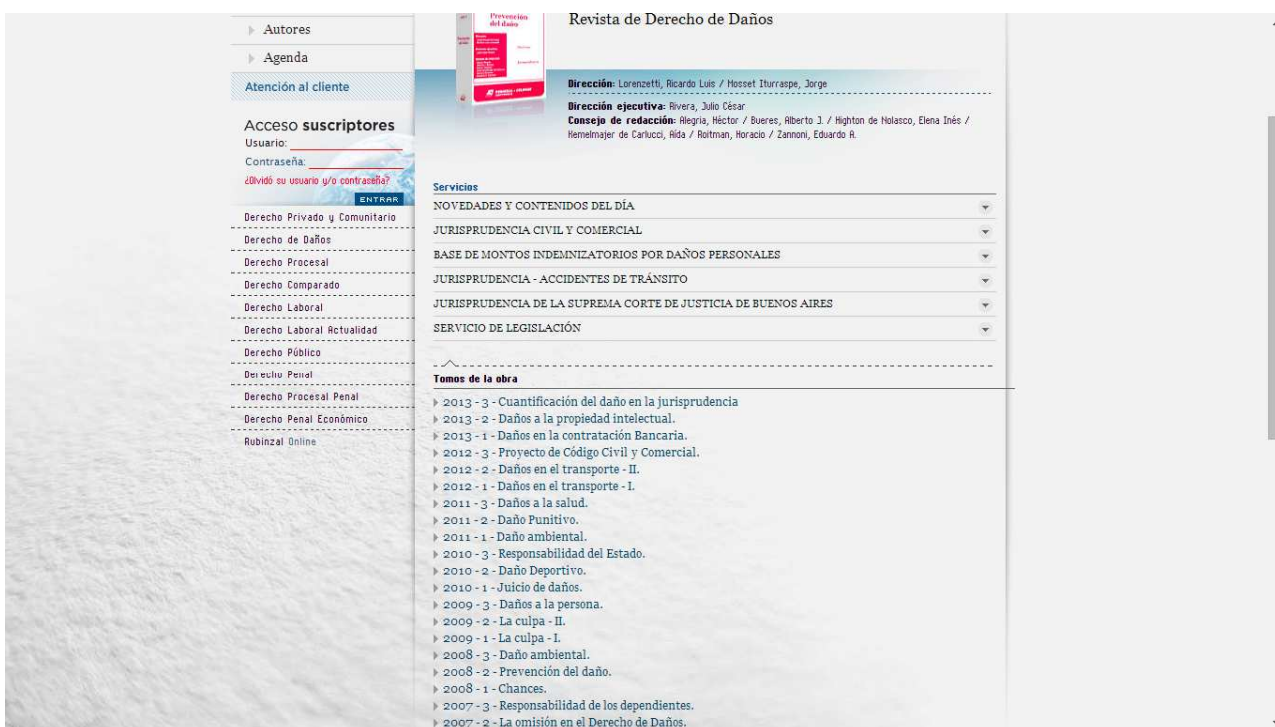 Autores
Agenda
Atención al cliente
Acceso suscriptores
Usuario:
Contraseña:
¿Olvidó su usuario y/o contraseña?
ENTRAR
Derecho Privado y Comunitario
Derecho de Daños
Derecho Procesal
Derecho Comparado
Derecho Laboral
Derecho Laboral Actualidad
Derecho Público
Derecho Penal
Derecho Procesal Penal
Derecho Penal Económico
Rubinzal Online
Prevención
del daño
Revista de Derecho de Daños
Dirección: Lorenzetti, Ricardo Luis / Mosset Iturraspe, Jorge
Dirección ejecutiva: Rivera, Julio César
Consejo de redacción: Alegria, Héctor / Bueres, Alberto J. / Highton de Nolasco, Elena Inés /
Kemelmajer de Carlucci, Aída / Roitman, Horacio / Zannoni, Eduardo A.
Servicios
NOVEDADES Y CONTENIDOS DEL DÍA
JURISPRUDENCIA CIVIL Y COMERCIAL
BASE DE MONTOS INDEMNIZATORIOS POR DAÑOS PERSONALES
JURISPRUDENCIA - ACCIDENTES DE TRÁNSITO
JURISPRUDENCIA DE LA SUPREMA CORTE DE JUSTICIA DE BUENOS AIRES
SERVICIO DE LEGISLACIÓN
Tomos de la obra
2013 - 3 - Cuantificación del daño en la jurisprudencia
2013 - 2 - Daños a la propiedad intelectual.
2013 - 1 - Daños en la contratación Bancaria.
2012 - 3 - Proyecto de Código Civil y Comercial.
2012 - 2 - Daños en el transporte - II.
2012 - 1 - Daños en el transporte - I.
2011 - 3 - Daños a la salud.
2011 - 2 - Daño Punitivo.
2011 - 1 - Daño ambiental.
2010 - 3 - Responsabilidad del Estado.
2010 - 2 - Daño Deportivo.
2010 - 1 - Juicio de daños.
2009 - 3 - Daños a la persona.
2009 - 2 - La culpa - II.
2009 - 1 - La culpa - I.
2008 - 3 - Daño ambiental.
2008 - 2 - Prevención del daño.
2008 - 1 - Chances.
2007 - 3 - Responsabilidad de los dependientes.
2007 - 2 - La omisión en el Derecho de Daños.